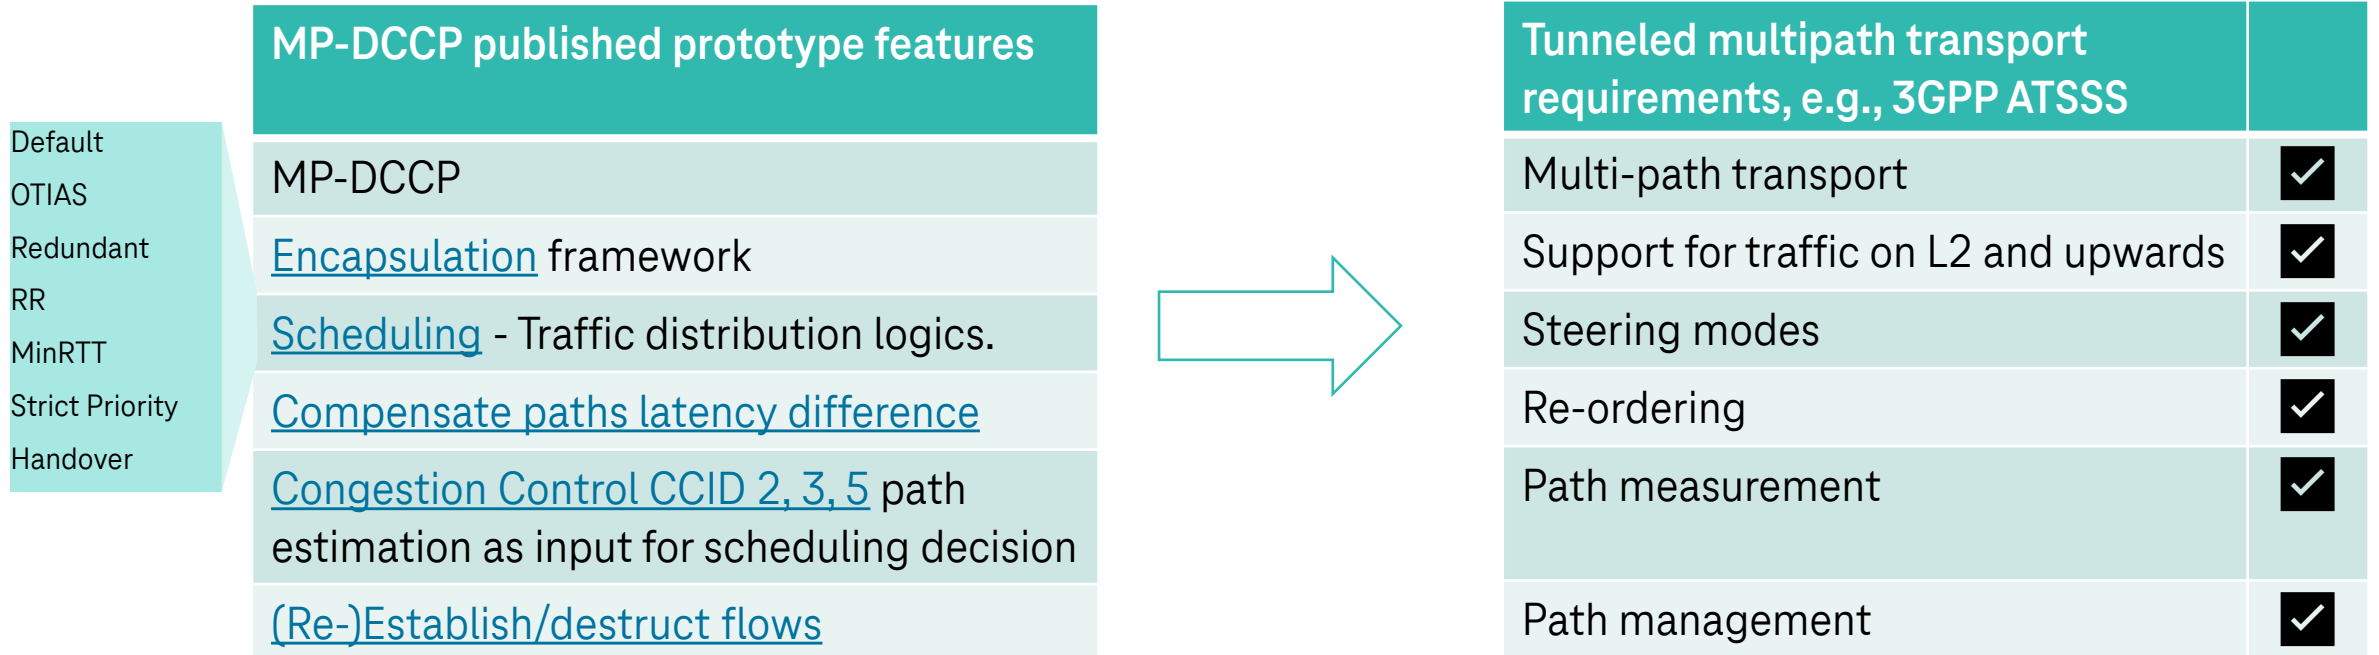 Default
OTIAS
Redundant
RR
MinRTT
Strict Priority
Handover
MP-DCCP published prototype features
MP-DCCP
Encapsulation framework
Scheduling - Traffic distribution logics.
Compensate paths latency difference
Congestion Control CCID 2, 3, 5 path
estimation as input for scheduling decision
(Re-)Establish/destruct flows
Tunneled multipath transport
requirements, e.g., 3GPP ATSSS
Multi-path transport
Support for traffic on L2 and upwards
Steering modes
Re-ordering
Path measurement
Path management